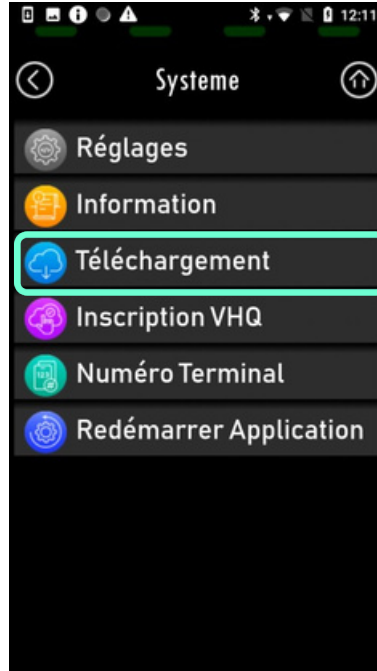 12:11
Systeme
Réglages
Information
Téléchargement
Inscription VHQ
Numéro Terminal
Redémarrer Application